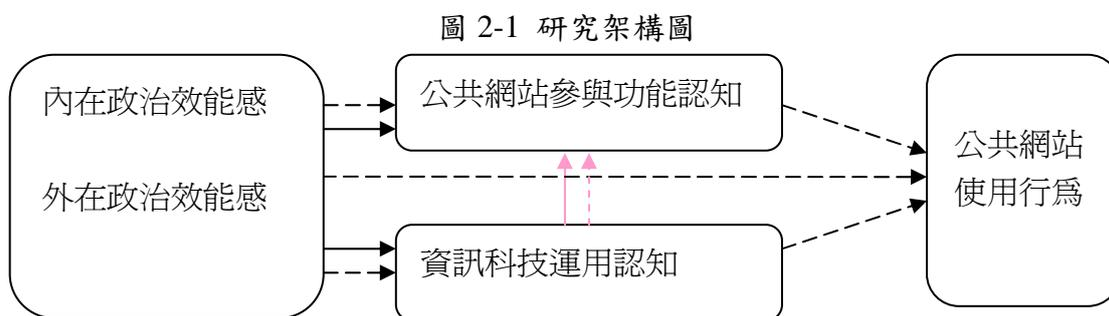 圖 2-1 研究架構圖
內在政治效能感
外在政治效能感
公共網站參與功能認知
資訊科技運用認知
公共網站
使用行爲